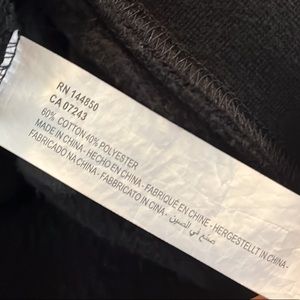 RN 144850
CA 07243
60% COTTON 40% POLYESTER
MADE IN CHINA - HECHO EN CHINA - FABRIQUÉ EN CHINE - HERGESTELLT IN CHINA -
FABRICADO NA CHINA - FABBRICATO IN CINA - صنع في الصين